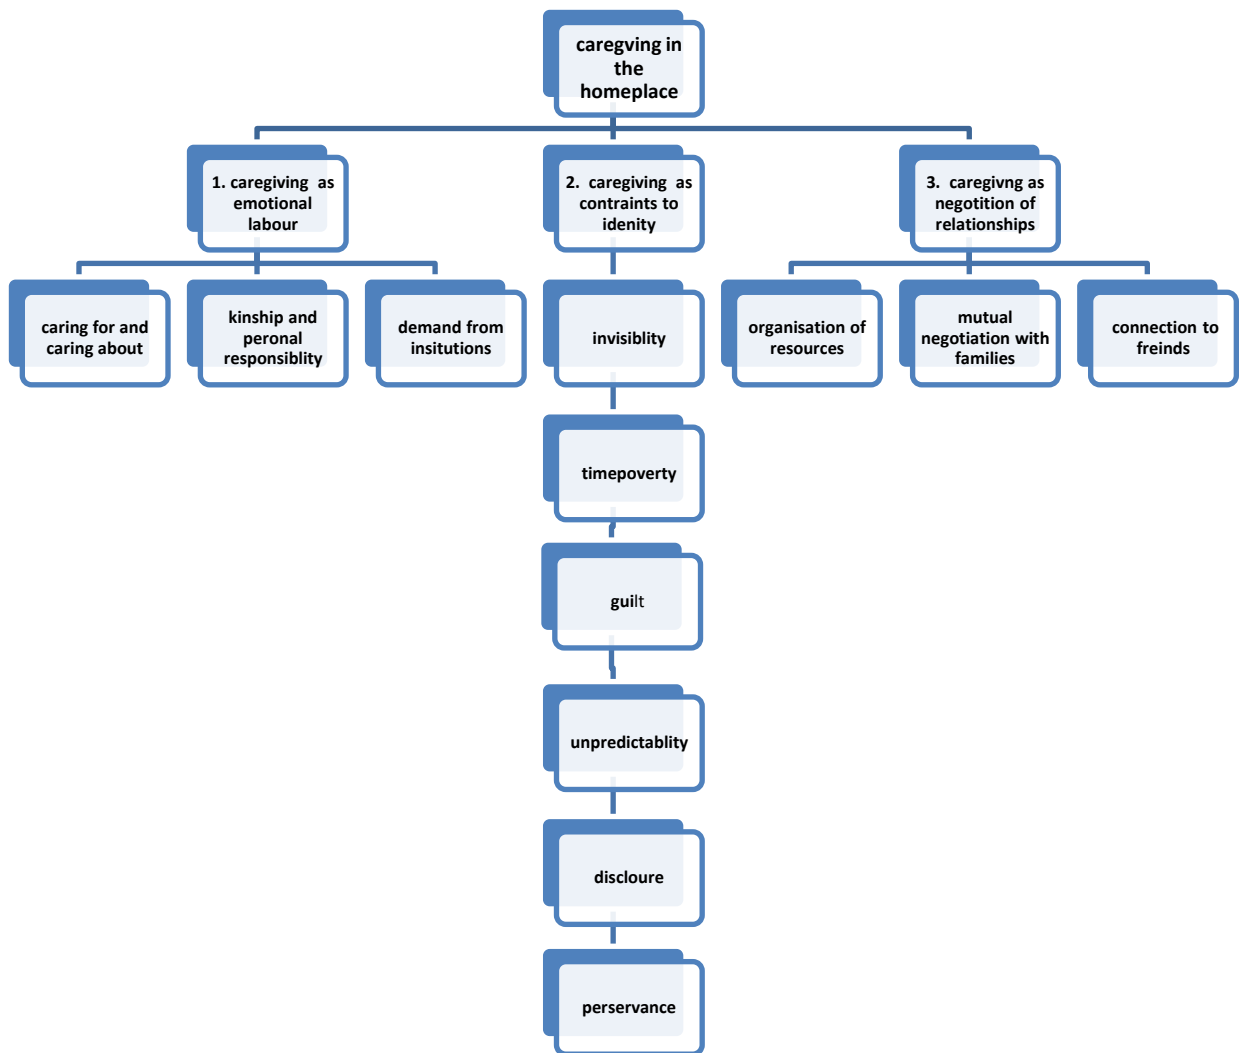 caregving in
the
homeplace
1. caregiving as
emotional
labour
2. caregiving as
contraints to
idenity
3. caregivng as
negotition of
relationships
caring for and
caring about
kinship and
peronal
responsiblity
demand from
insitutions
invisiblity
organisation of
resources
mutual
negotiation with
families
connection to
freinds
timepoverty
guilt
unpredictablity
discloure
perservance